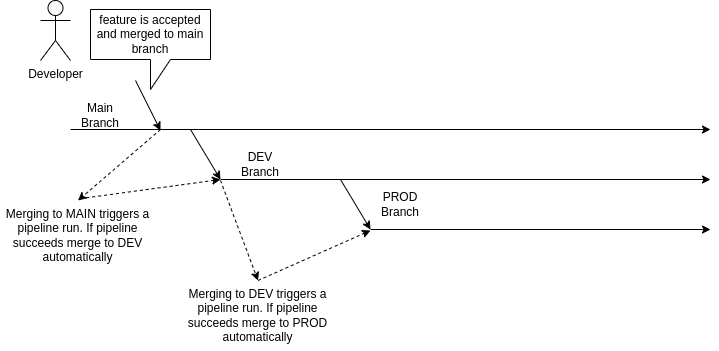 feature is accepted
and merged to main
branch
Developer
Main
Branch
DEV
Branch
PROD
Branch
Merging to MAIN triggers a
pipeline run. If pipeline
succeeds merge to DEV
automatically
Merging to DEV triggers a
pipeline run. If pipeline
succeeds merge to PROD
automatically